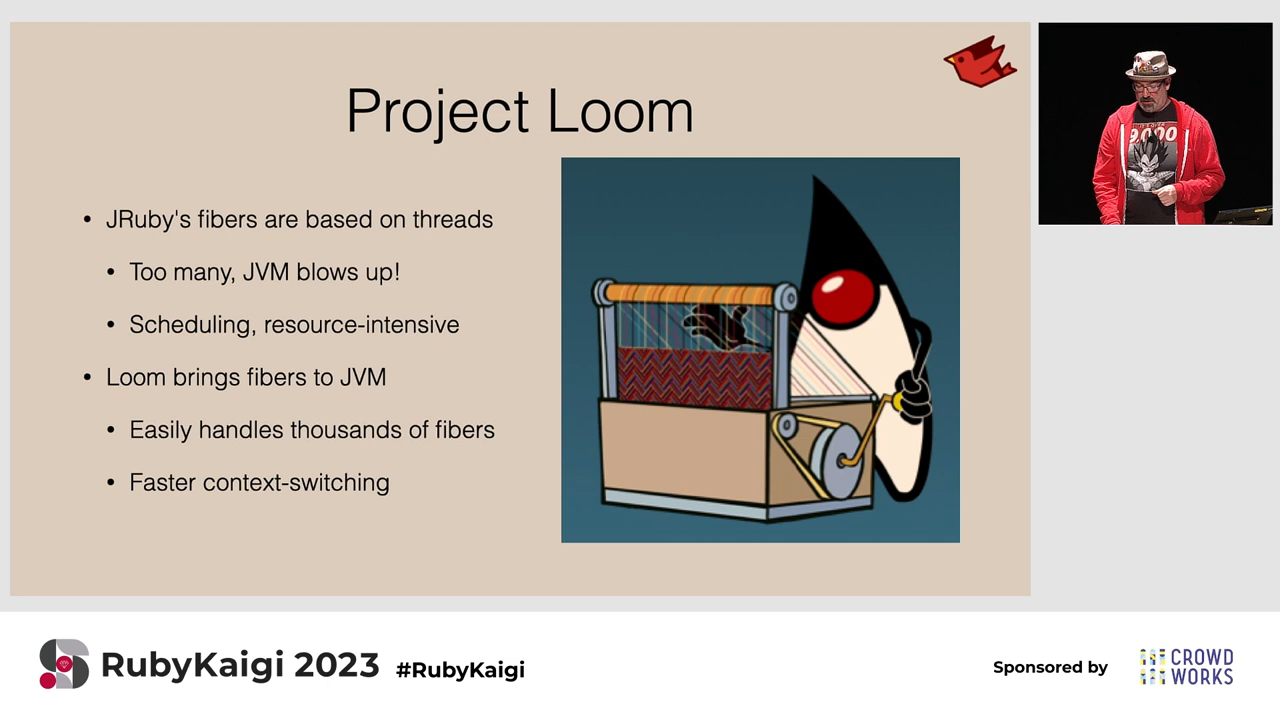 Project Loom
• JRuby's fibers are based on threads
• Too many, JVM blows up!
• Scheduling, resource-intensive
• Loom brings fibers to JVM
• Easily handles thousands of fibers
• Faster context-switching
9000
RubyKaigi 2023 #RubyKaigi
Sponsored by
CROWD
WORKS